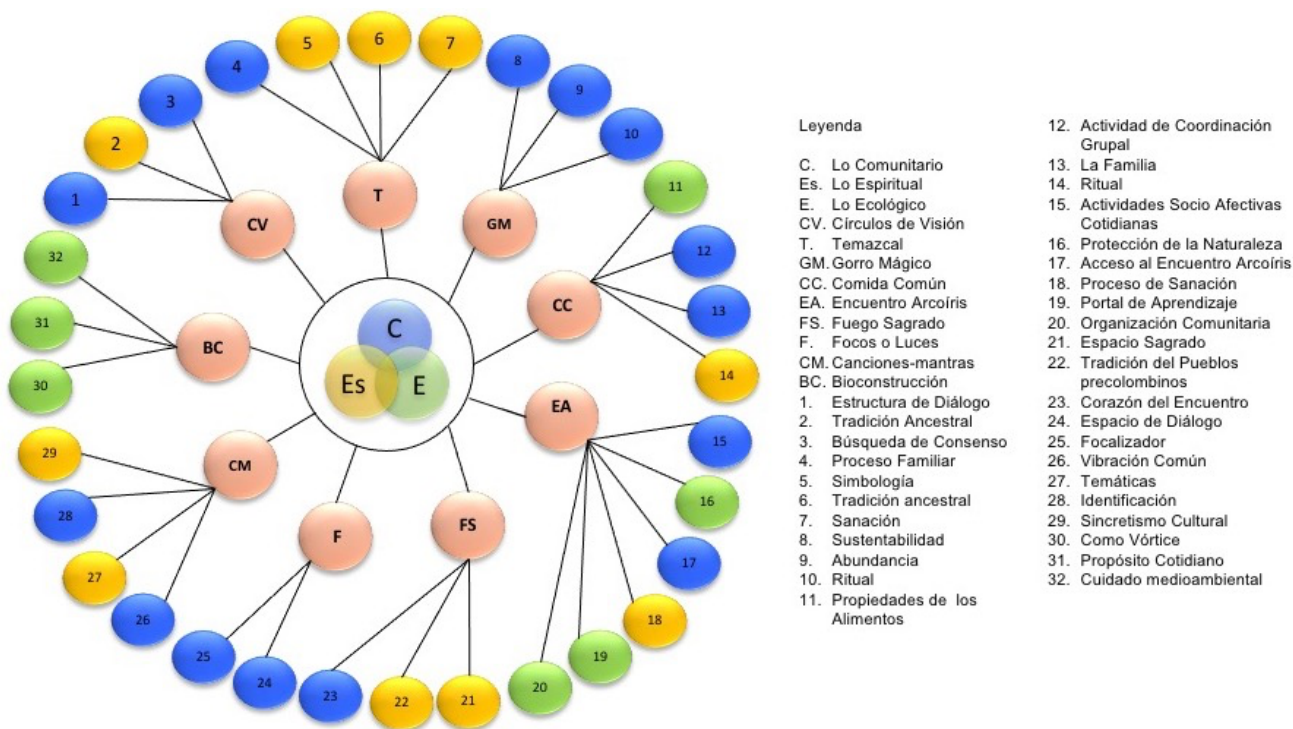 5
6
7
4
8
3
9
2
10
1
T
11
CV
GM
32
12
31
BC
C
CC
13
30
Es
E
14
29
CM
EA
15
28
F
FS
16
27
17
26
18
25
24
23
22
21
20
19
Leyenda
C. Lo Comunitario
Es. Lo Espiritual
E. Lo Ecológico
CV. Círculos de Visión
T. Temazcal
GM. Gorro Mágico
CC. Comida Común
EA. Encuentro Arcoíris
FS. Fuego Sagrado
F. Focos o Luces
CM. Canciones-mantras
BC. Bioconstrucción
1. Estructura de Diálogo
2. Tradición Ancestral
3. Búsqueda de Consenso
4. Proceso Familiar
5. Simbología
6. Tradición ancestral
7. Sanación
8. Sustentabilidad
9. Abundancia
10. Ritual
11. Propiedades de los
Alimentos
12. Actividad de Coordinación
Grupal
13. La Familia
14. Ritual
15. Actividades Socio Afectivas
Cotidianas
16. Protección de la Naturaleza
17. Acceso al Encuentro Arcoíris
18. Proceso de Sanación
19. Portal de Aprendizaje
20. Organización Comunitaria
21. Espacio Sagrado
22. Tradición del Pueblos
precolombinos
23. Corazón del Encuentro
24. Espacio de Diálogo
25. Focalizador
26. Vibración Común
27. Temáticas
28. Identificación
29. Sincretismo Cultural
30. Como Vórtice
31. Propósito Cotidiano
32. Cuidado medioambiental